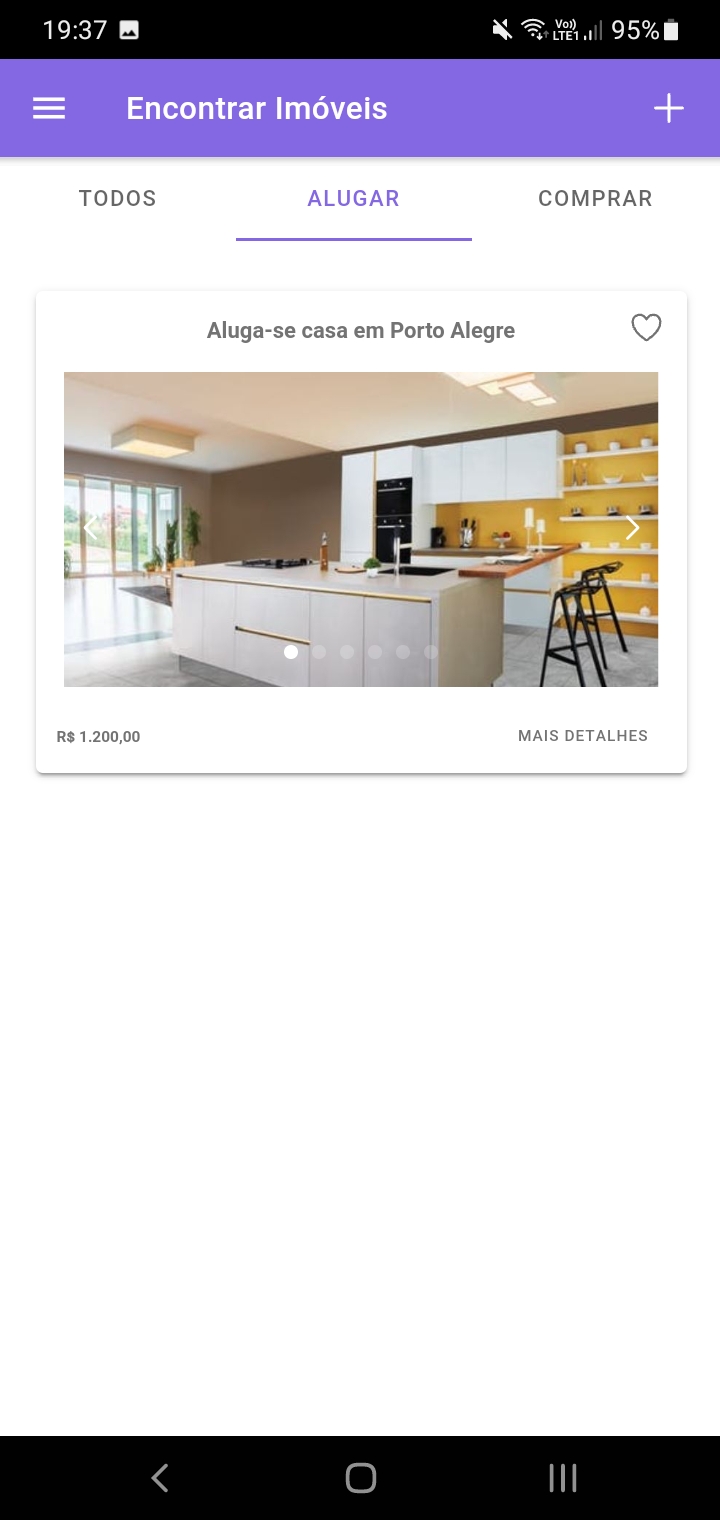 19:37 Vo)) LTE1 95%
Encontrar Imóveis
TODOS ALUGAR COMPRAR
Aluga-se casa em Porto Alegre
R$ 1.200,00 MAIS DETALHES